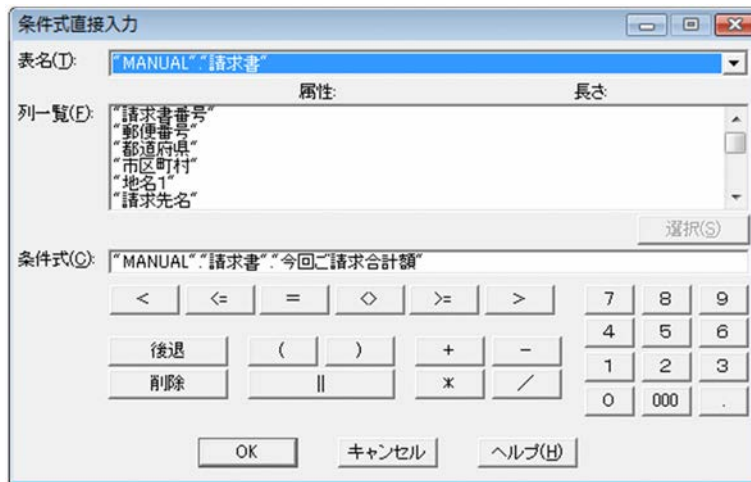 条件式直接入力
表名(T): "MANUAL"."請求書"
属性: 長さ:
列一覧(F): "請求書番号"
"郵便番号"
"都道府県"
"市区町村"
"地名1"
"請求先名"
選択(S)
条件式(C): "MANUAL"."請求書"."今回ご請求合計額"
< <= = <> >= > 7 8 9
4 5 6
後退 ( ) + -
1 2 3
削除 || * /
0 000 .
OK キャンセル ヘルプ(H)